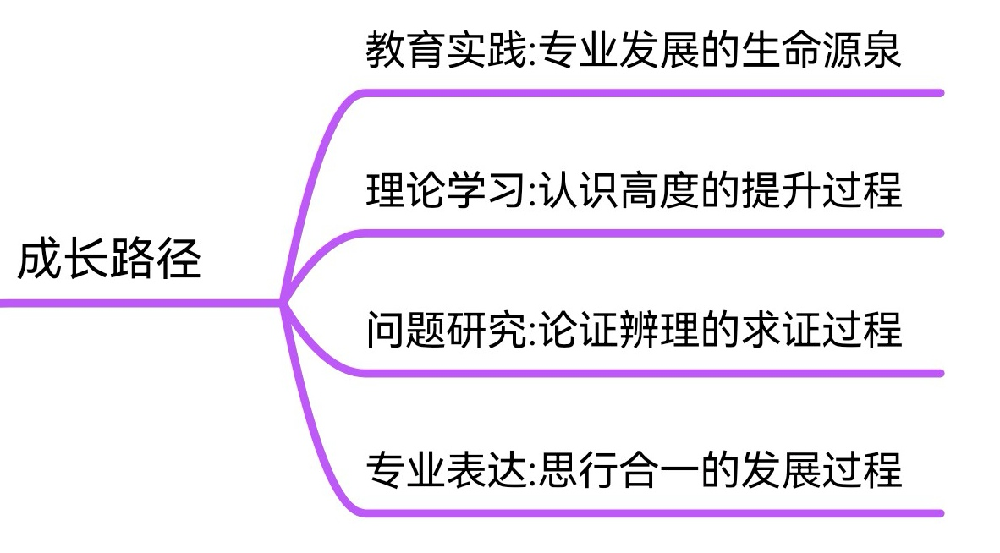 成长路径
教育实践:专业发展的生命源泉
理论学习:认识高度的提升过程
问题研究:论证辨理的求证过程
专业表达:思行合一的发展过程